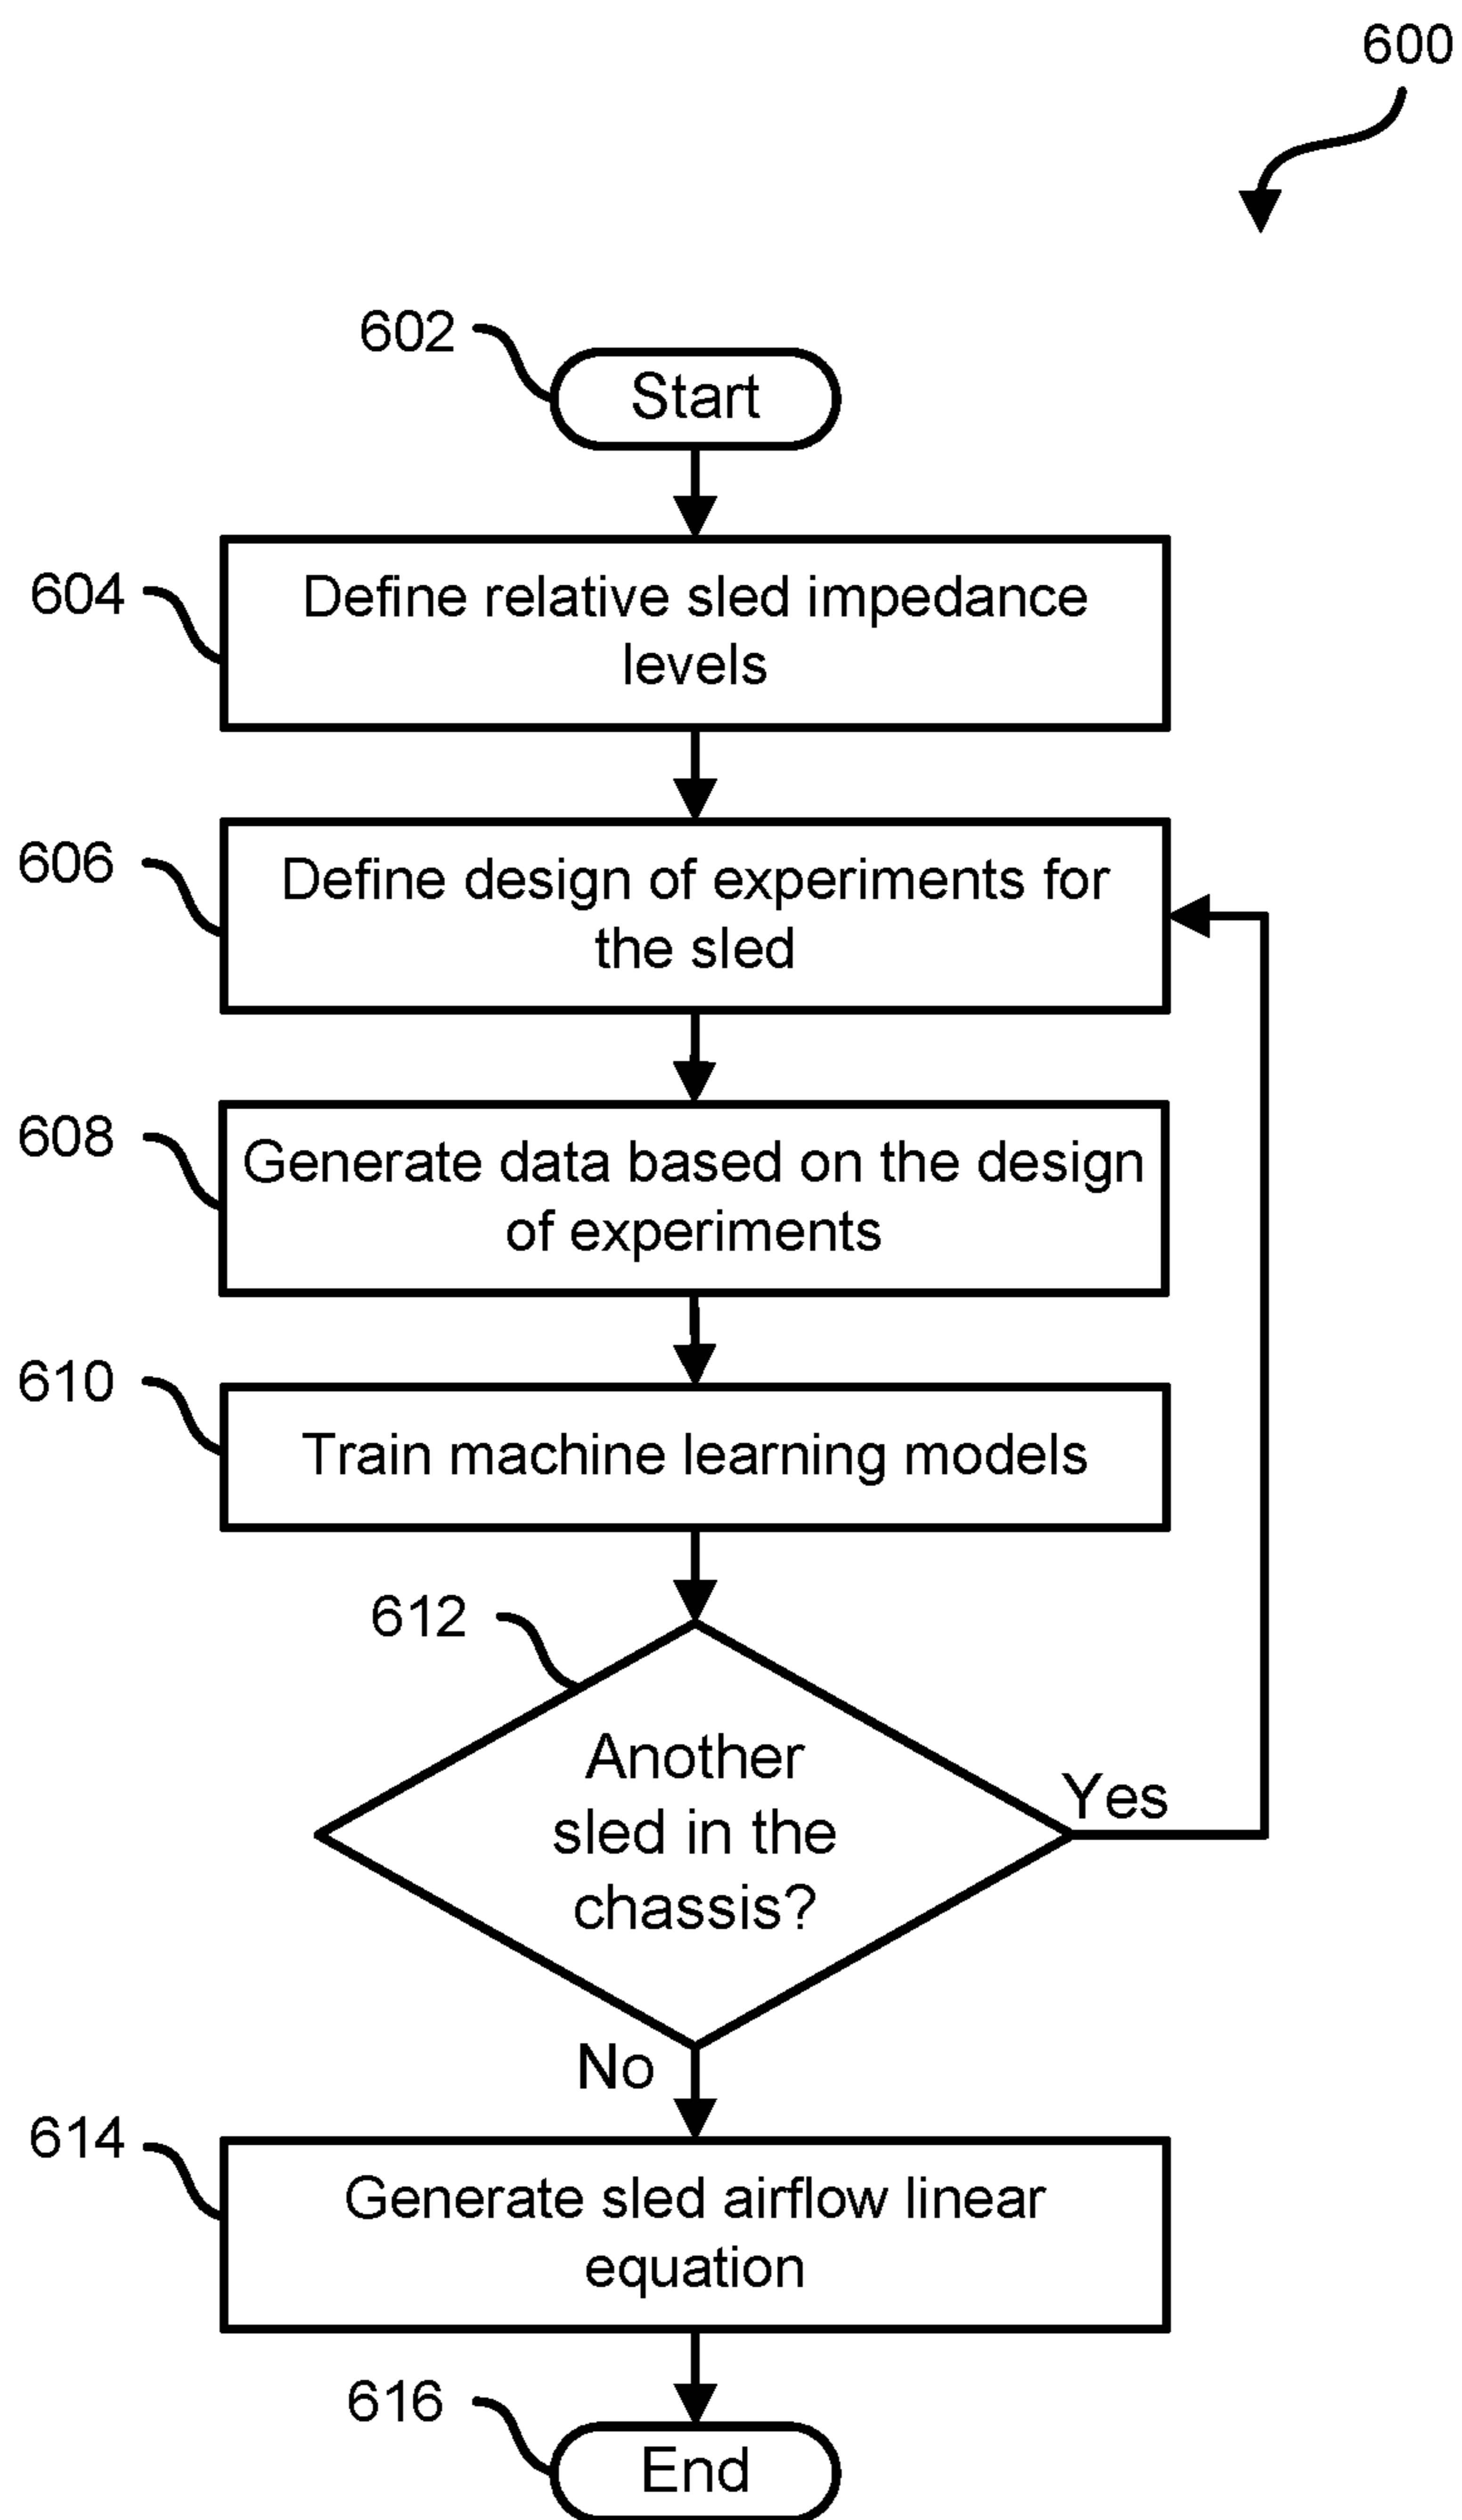 600
602
Start
604
Define relative sled impedance
levels
606
Define design of experiments for
the sled
608
Generate data based on the design
of experiments
610
Train machine learning models
612
Another
sled in the
chassis?
Yes
No
614
Generate sled airflow linear
equation
616
End